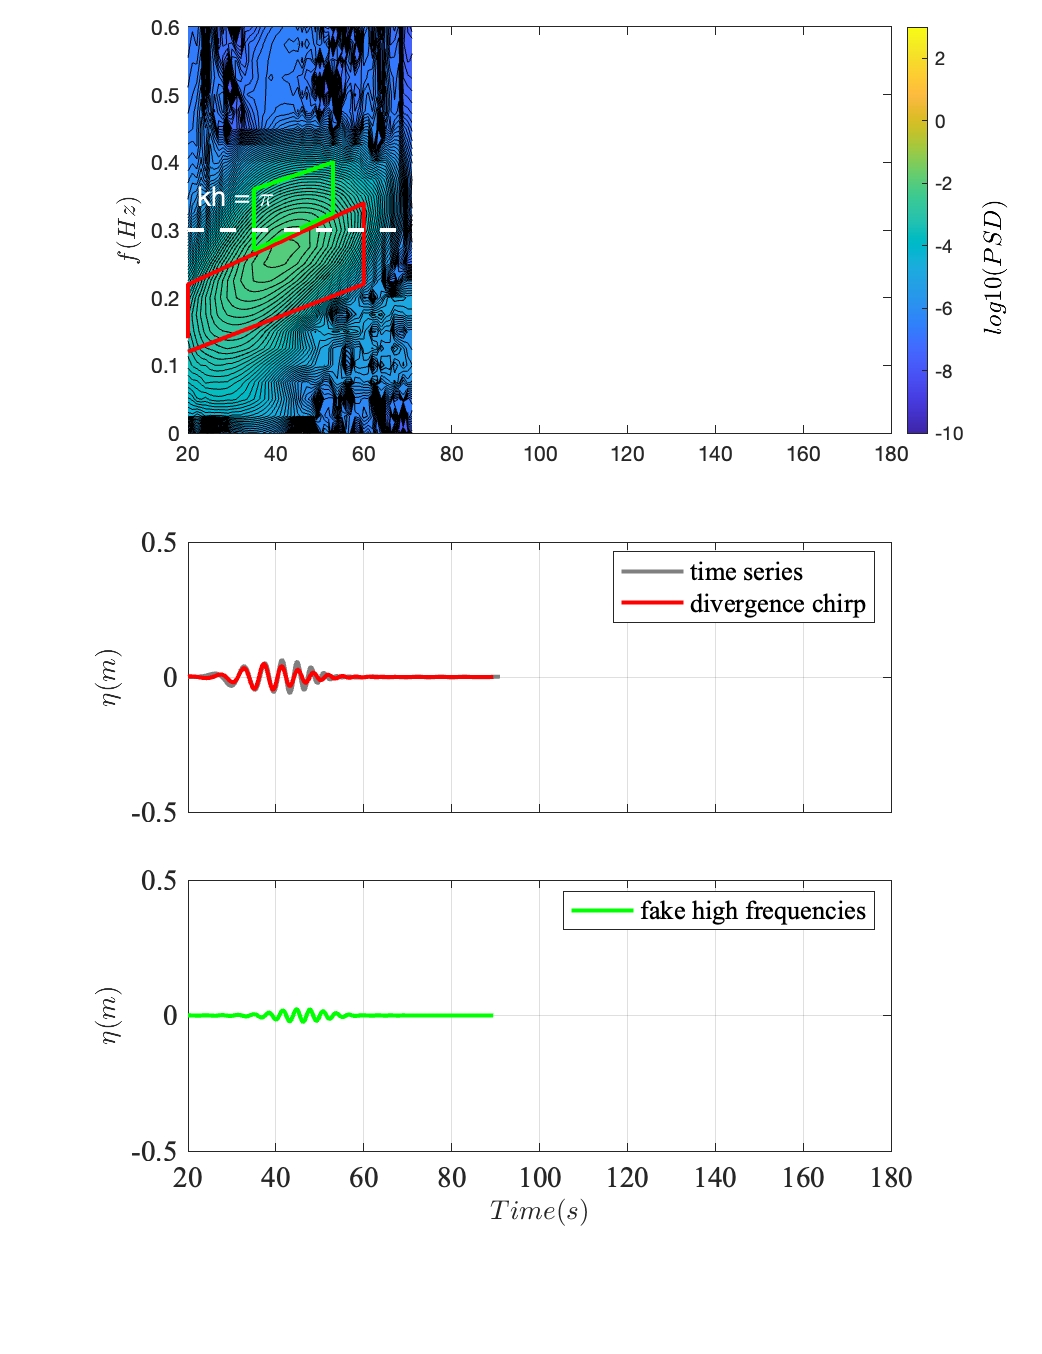 0.6
0.5
0.4
0.3
0.2
0.1
0
f(Hz)
kh = π
20 40 60 80 100 120 140 160 180
2
0
-2
-4
-6
-8
-10
log10(PSD)
0.5
0
-0.5
η(m)
time series
divergence chirp
0.5
0
-0.5
η(m)
fake high frequencies
20 40 60 80 100 120 140 160 180
Time(s)